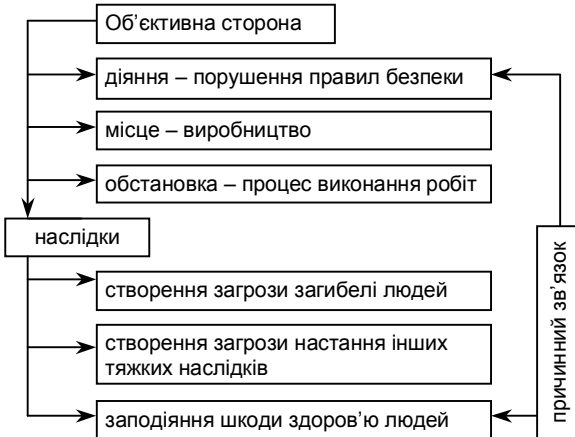 Об’єктивна сторона
діяння – порушення правил безпеки
місце – виробництво
обстановка – процес виконання робіт
наслідки
створення загрози загибелі людей
створення загрози настання інших
тяжких наслідків
заподіяння шкоди здоров’ю людей
причинний зв’язок